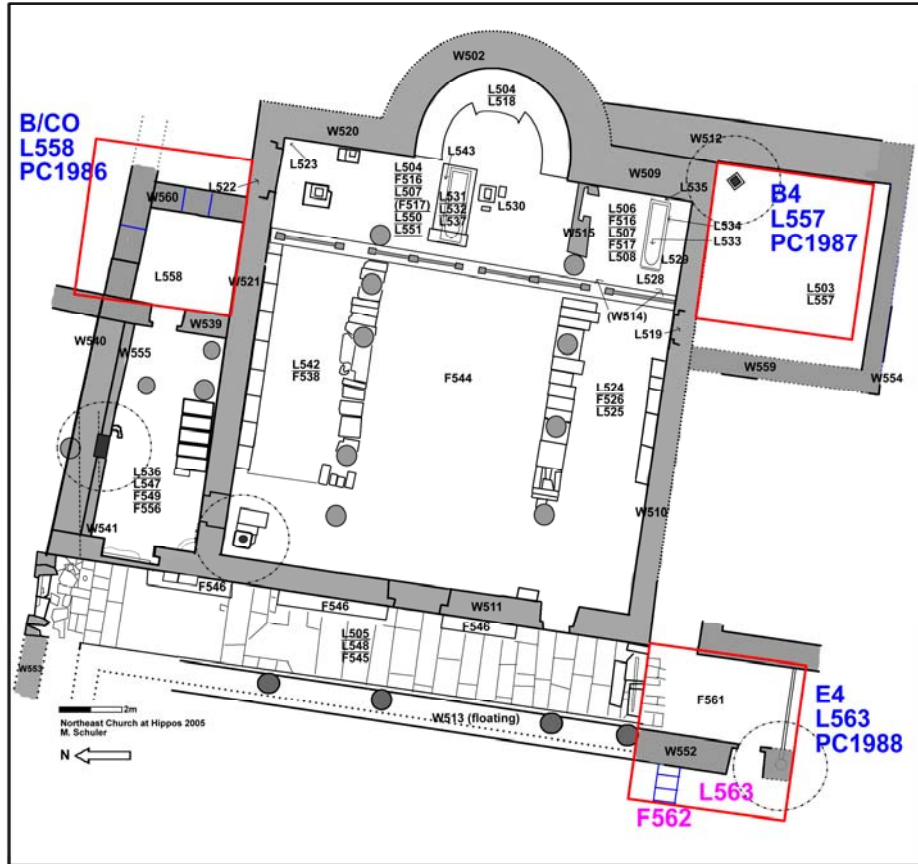 W502
L504
L518
B/CO
L558
PC1986
W520
L523
L522
W560
L543
L504
F516
L507
(F517)
L550
L551
L531
L532
L537
L530
W512
W509
L535
L506
F516
L507
F517
L508
W515
L534
L533
L529
L528
B4
L557
PC1987
L503
L557
L558
W521
(W514)
L519
W539
W540
W555
W559
W554
L542
F538
F544
L524
F526
L525
L536
L547
F549
F556
W510
W541
F546
F546
W511
F546
L505
L548
F545
W553
F561
E4
L563
PC1988
2m
Northeast Church at Hippos 2005
M. Schuler
W513 (floating)
N
W552
L563
F562